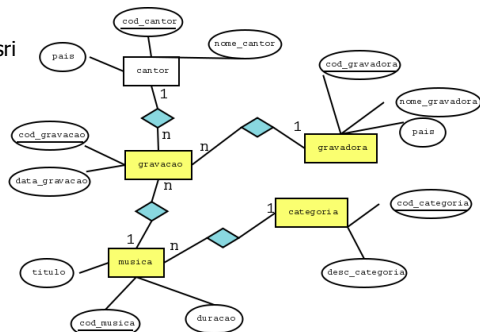 cod_cantor
sri
nome_cantor
pais
cod_gravadora
cantor
1
nome_gravadora
cod_gravacao
n
n
1
pais
gravadora
gravacao
data_gravacao
n
cod_categoria
1
categoria
1
n
musica
titulo
desc_categoria
cod_musica
duracao